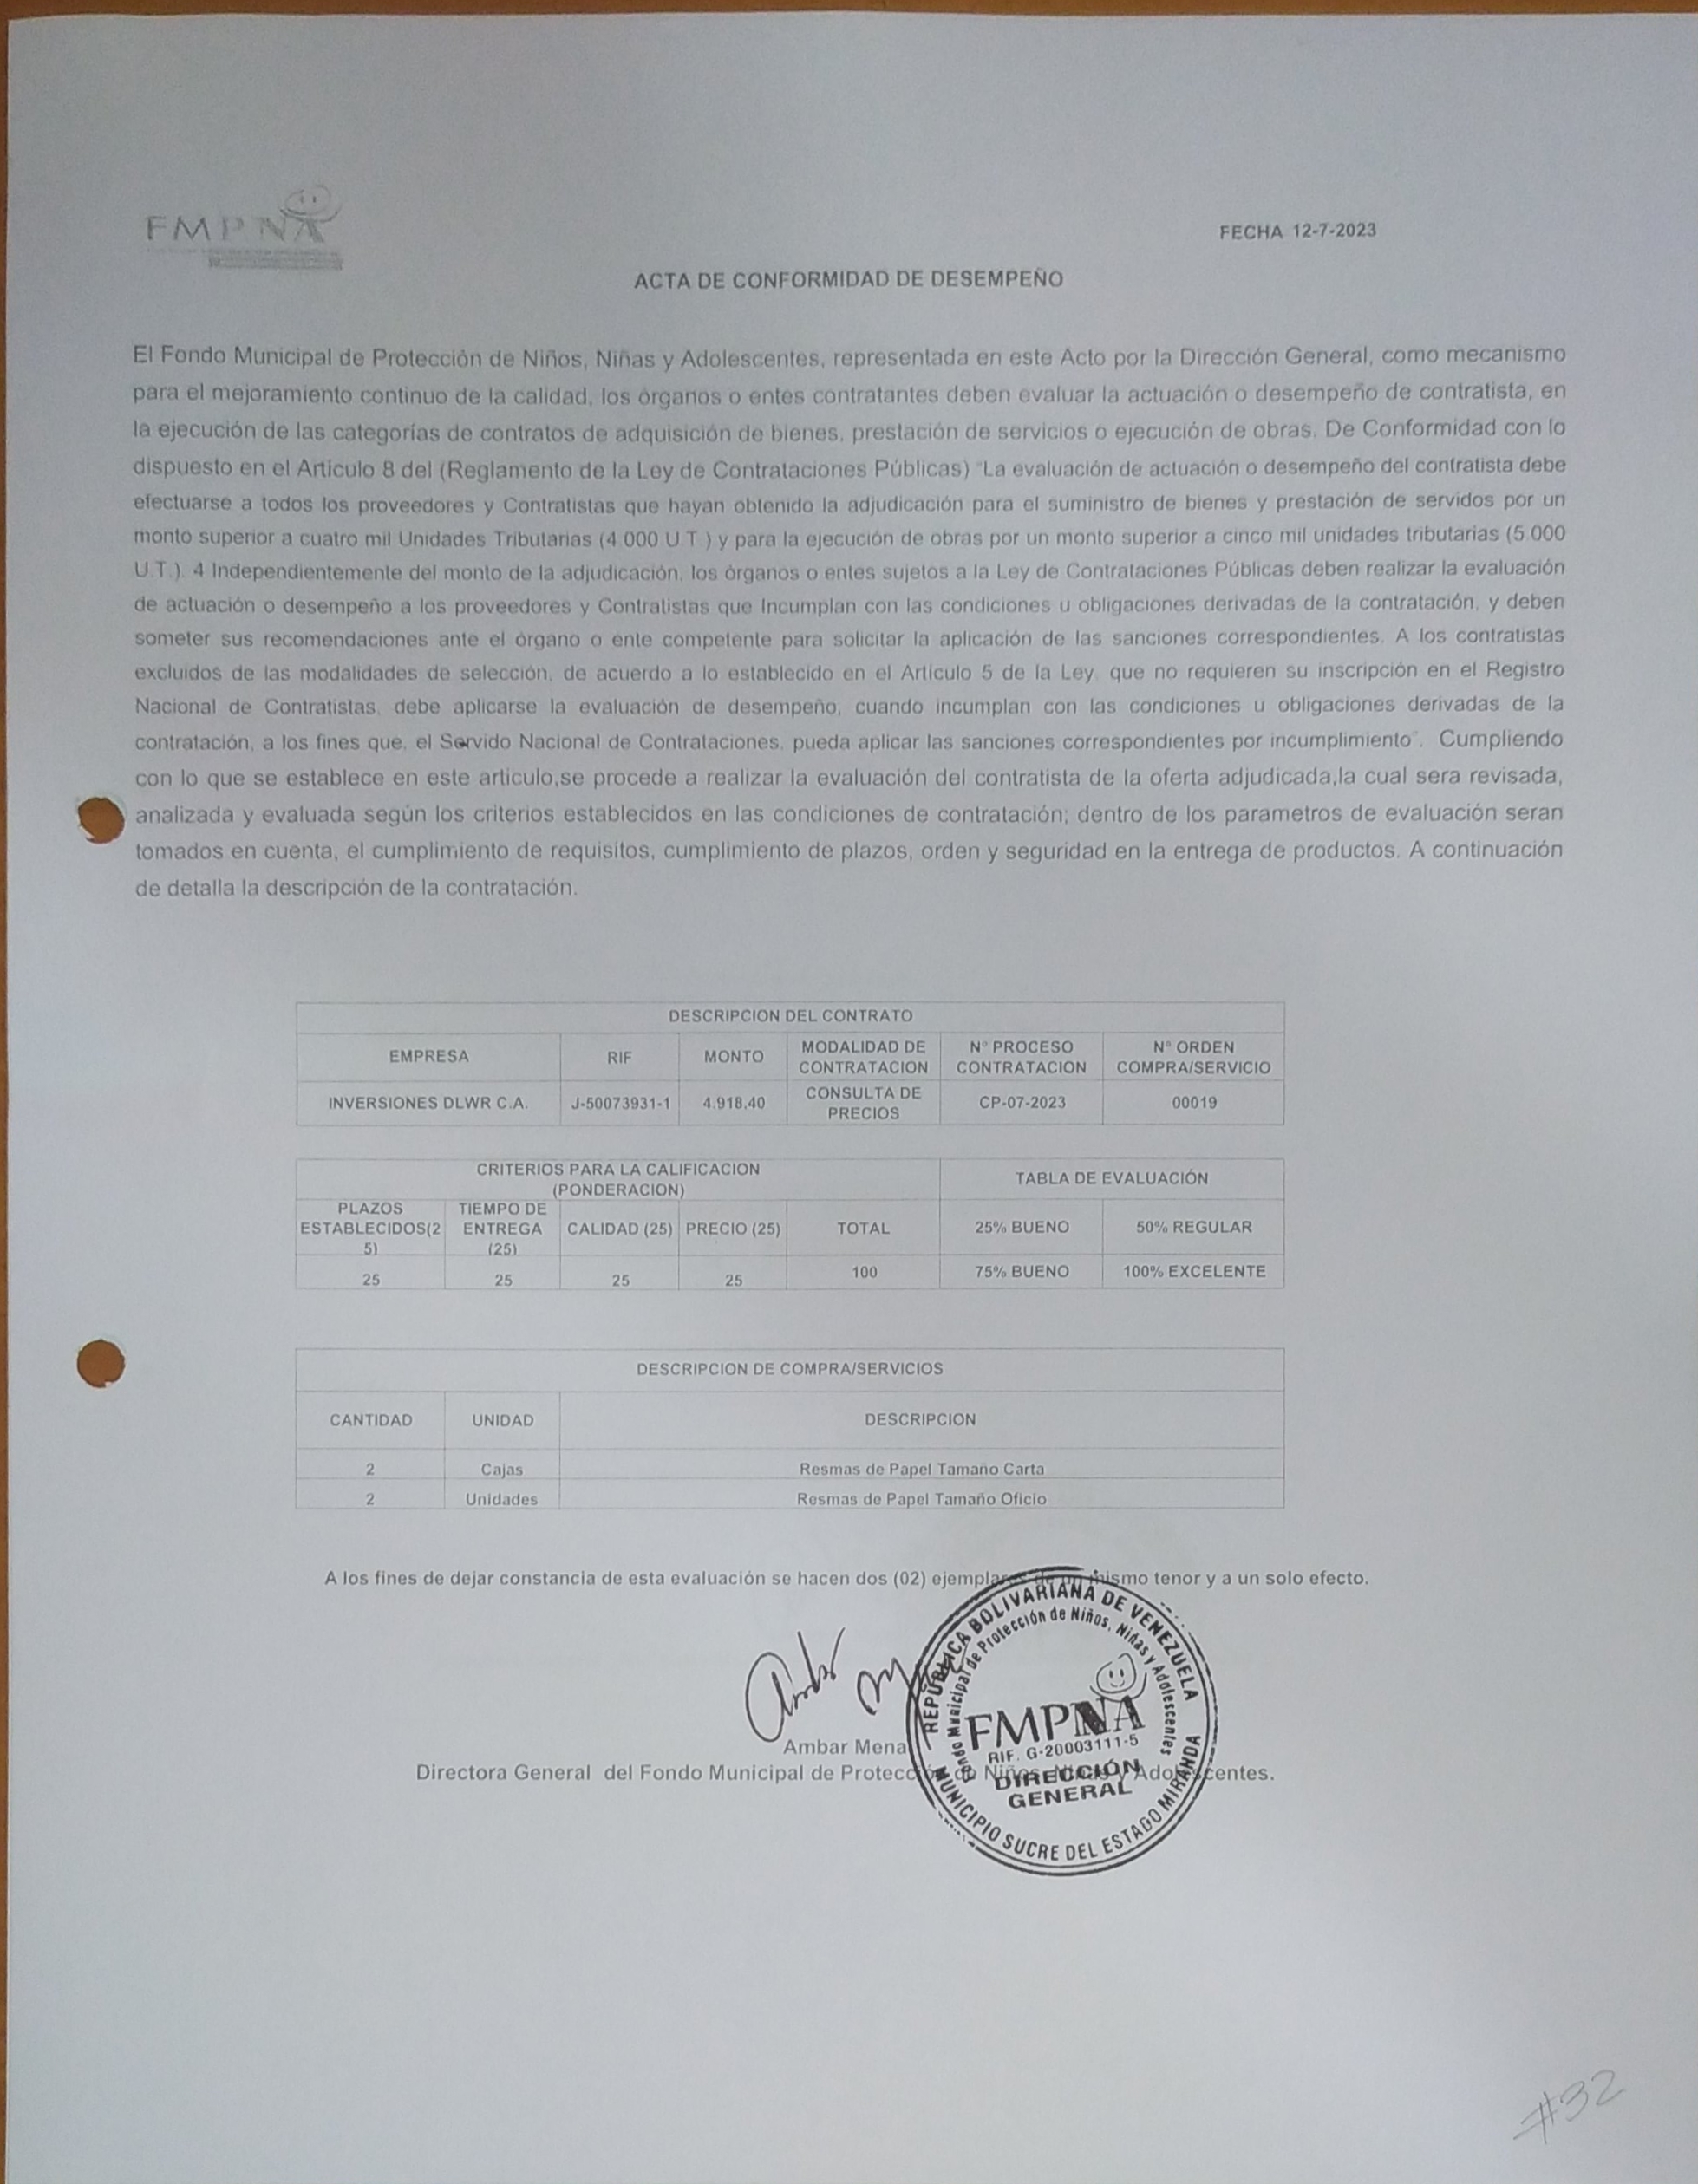 FMPNA
FECHA 12-7-2023
ACTA DE CONFORMIDAD DE DESEMPEÑO
El Fondo Municipal de Protección de Niños, Niñas y Adolescentes, representada en este Acto por la Dirección General, como mecanismo
para el mejoramiento continuo de la calidad, los órganos o entes contratantes deben evaluar la actuación o desempeño de contratista, en
la ejecución de las categorías de contratos de adquisición de bienes, prestación de servicios o ejecución de obras. De Conformidad con lo
dispuesto en el Artículo 8 del (Reglamento de la Ley de Contrataciones Públicas) "La evaluación de actuación o desempeño del contratista debe
efectuarse a todos los proveedores y Contratistas que hayan obtenido la adjudicación para el suministro de bienes y prestación de servidos por un
monto superior a cuatro mil Unidades Tributarias (4.000 U.T.) y para la ejecución de obras por un monto superior a cinco mil unidades tributarias (5.000
U.T.). 4 Independientemente del monto de la adjudicación, los órganos o entes sujetos a la Ley de Contrataciones Públicas deben realizar la evaluación
de actuación o desempeño a los proveedores y Contratistas que Incumplan con las condiciones u obligaciones derivadas de la contratación, y deben
someter sus recomendaciones ante el órgano o ente competente para solicitar la aplicación de las sanciones correspondientes. A los contratistas
excluidos de las modalidades de selección, de acuerdo a lo establecido en el Artículo 5 de la Ley, que no requieren su inscripción en el Registro
Nacional de Contratistas, debe aplicarse la evaluación de desempeño, cuando incumplan con las condiciones u obligaciones derivadas de la
contratación, a los fines que, el Servido Nacional de Contrataciones, pueda aplicar las sanciones correspondientes por incumplimiento". Cumpliendo
con lo que se establece en este articulo,se procede a realizar la evaluación del contratista de la oferta adjudicada,la cual sera revisada,
analizada y evaluada según los criterios establecidos en las condiciones de contratación; dentro de los parametros de evaluación seran
tomados en cuenta, el cumplimiento de requisitos, cumplimiento de plazos, orden y seguridad en la entrega de productos. A continuación
de detalla la descripción de la contratación.
DESCRIPCION DEL CONTRATO
EMPRESA RIF MONTO MODALIDAD DE CONTRATACION N° PROCESO CONTRATACION N° ORDEN COMPRA/SERVICIO
INVERSIONES DLWR C.A. J-50073931-1 4.918,40 CONSULTA DE PRECIOS CP-07-2023 00019
CRITERIOS PARA LA CALIFICACION (PONDERACION) TABLA DE EVALUACIÓN
PLAZOS ESTABLECIDOS(25) TIEMPO DE ENTREGA (25) CALIDAD (25) PRECIO (25) TOTAL 25% BUENO 50% REGULAR
25 25 25 25 100 75% BUENO 100% EXCELENTE
DESCRIPCION DE COMPRA/SERVICIOS
CANTIDAD UNIDAD DESCRIPCION
2 Cajas Resmas de Papel Tamaño Carta
2 Unidades Resmas de Papel Tamaño Oficio
A los fines de dejar constancia de esta evaluación se hacen dos (02) ejemplares de un mismo tenor y a un solo efecto.
Ambar Mena
Directora General del Fondo Municipal de Protección de Niños, Niñas y Adolescentes.
REPÚBLICA BOLIVARIANA DE VENEZUELA
Fondo Municipal de Protección de Niños, Niñas y Adolescentes
FMPNA
RIF. G-20003111-5
DIRECCIÓN
GENERAL
MUNICIPIO SUCRE DEL ESTADO MIRANDA
#32